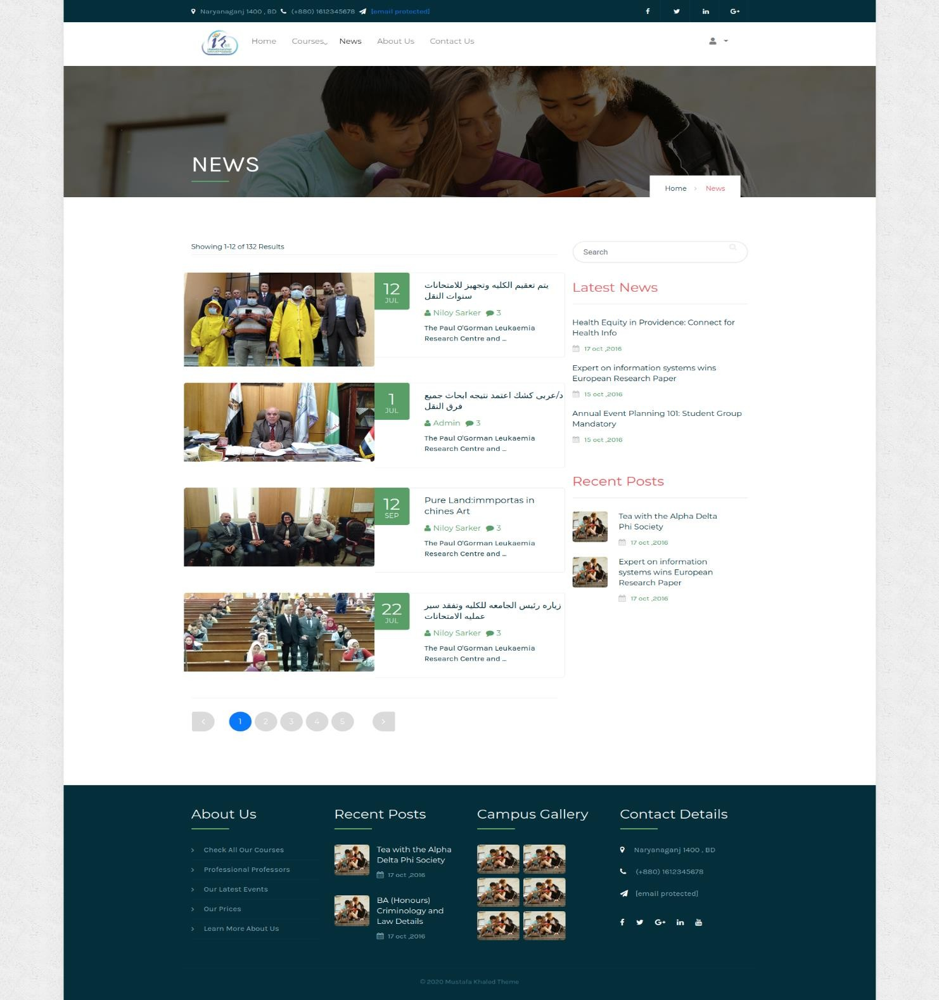 Naryanaganj 1400 , BD (+880) 1612345678 [email protected]
Home Courses News About Us Contact Us
NEWS
Home > News
Showing 1-12 of 132 Results
Search
12
JUL
يتم تعقيم الكليه وتجهيز للامتحانات
سنوات النقل
Niloy Sarker 3
The Paul O'Gorman Leukaemia
Research Centre and ...
1
JUL
د/عربى كشك اعتمد نتيجه ابحاث جميع
فرق النقل
Admin 3
The Paul O'Gorman Leukaemia
Research Centre and ...
12
SEP
Pure Land:immportas in
chines Art
Niloy Sarker 3
The Paul O'Gorman Leukaemia
Research Centre and ...
22
JUL
زياره رئيس الجامعه للكليه وتفقد سير
عمليه الامتحانات
Niloy Sarker 3
The Paul O'Gorman Leukaemia
Research Centre and ...
1 2 3 4 5
Latest News
Health Equity in Providence: Connect for
Health Info
17 oct ,2016
Expert on information systems wins
European Research Paper
15 oct ,2016
Annual Event Planning 101: Student Group
Mandatory
15 oct ,2016
Recent Posts
Tea with the Alpha Delta
Phi Society
17 oct ,2016
Expert on information
systems wins European
Research Paper
17 oct ,2016
About Us
Check All Our Courses
Professional Professors
Our Latest Events
Our Prices
Learn More About Us
Recent Posts
Tea with the Alpha
Delta Phi Society
17 oct ,2016
BA (Honours)
Criminology and
Law Details
17 oct ,2016
Campus Gallery
Contact Details
Naryanaganj 1400 , BD
(+880) 1612345678
[email protected]
© 2020 Mustafa Khaled Theme